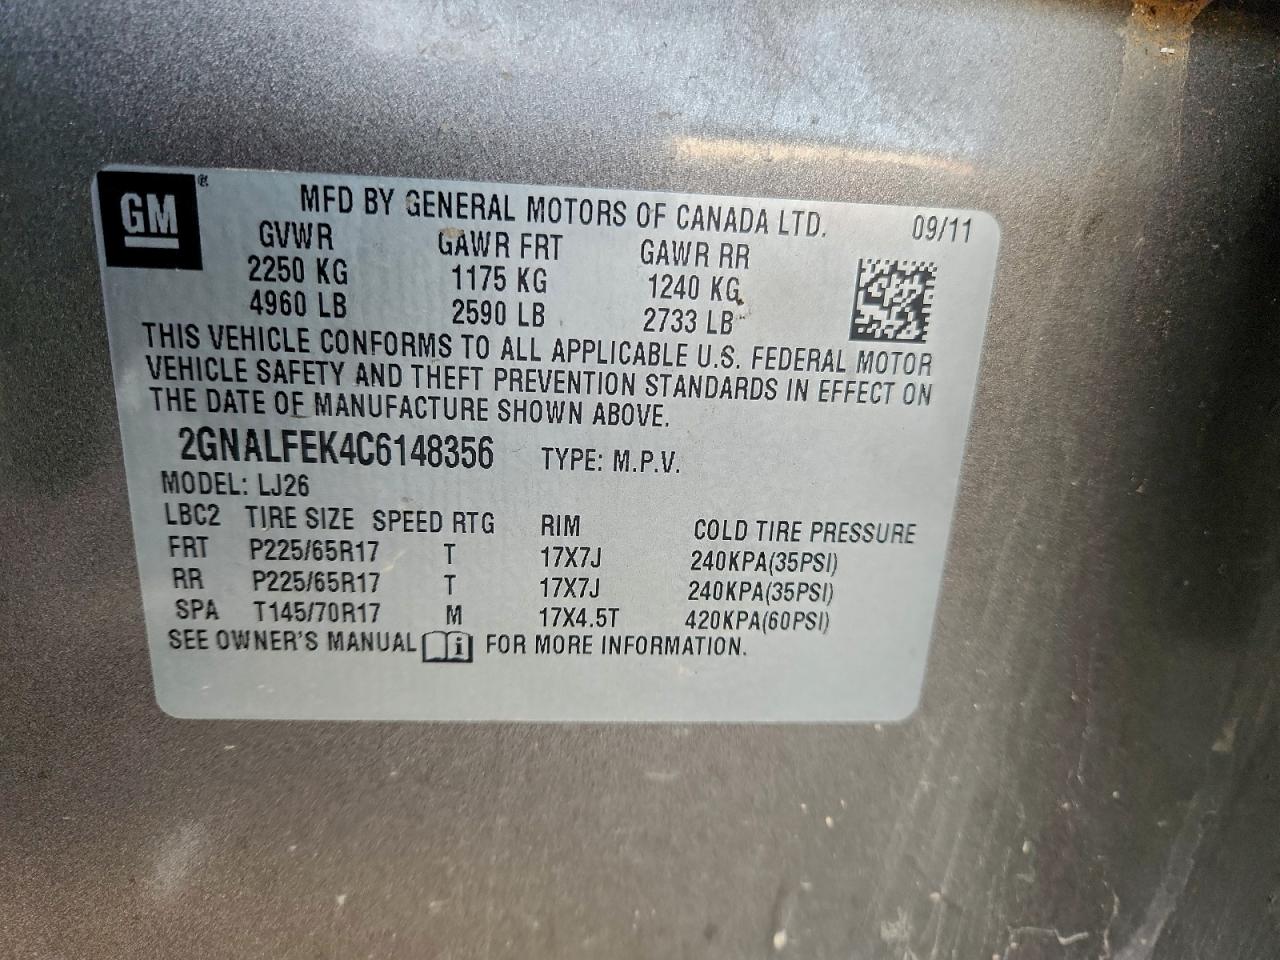 GM ® MFD BY GENERAL MOTORS OF CANADA LTD. 09/11
GVWR GAWR FRT GAWR RR
2250 KG 1175 KG 1240 KG
4960 LB 2590 LB 2733 LB
THIS VEHICLE CONFORMS TO ALL APPLICABLE U.S. FEDERAL MOTOR
VEHICLE SAFETY AND THEFT PREVENTION STANDARDS IN EFFECT ON
THE DATE OF MANUFACTURE SHOWN ABOVE.
2GNALFEK4C6148356 TYPE: M.P.V.
MODEL: LJ26
LBC2 TIRE SIZE SPEED RTG RIM COLD TIRE PRESSURE
FRT P225/65R17 T 17X7J 240KPA(35PSI)
RR P225/65R17 T 17X7J 240KPA(35PSI)
SPA T145/70R17 M 17X4.5T 420KPA(60PSI)
SEE OWNER'S MANUAL i FOR MORE INFORMATION.